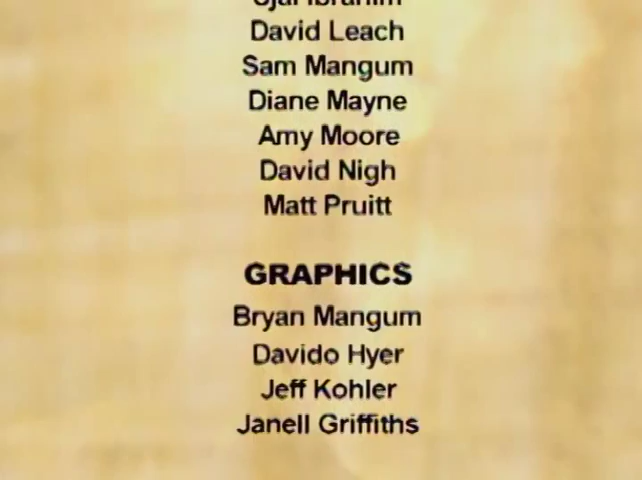 David Leach
Sam Mangum
Diane Mayne
Amy Moore
David Nigh
Matt Pruitt
GRAPHICS
Bryan Mangum
Davido Hyer
Jeff Kohler
Janell Griffiths